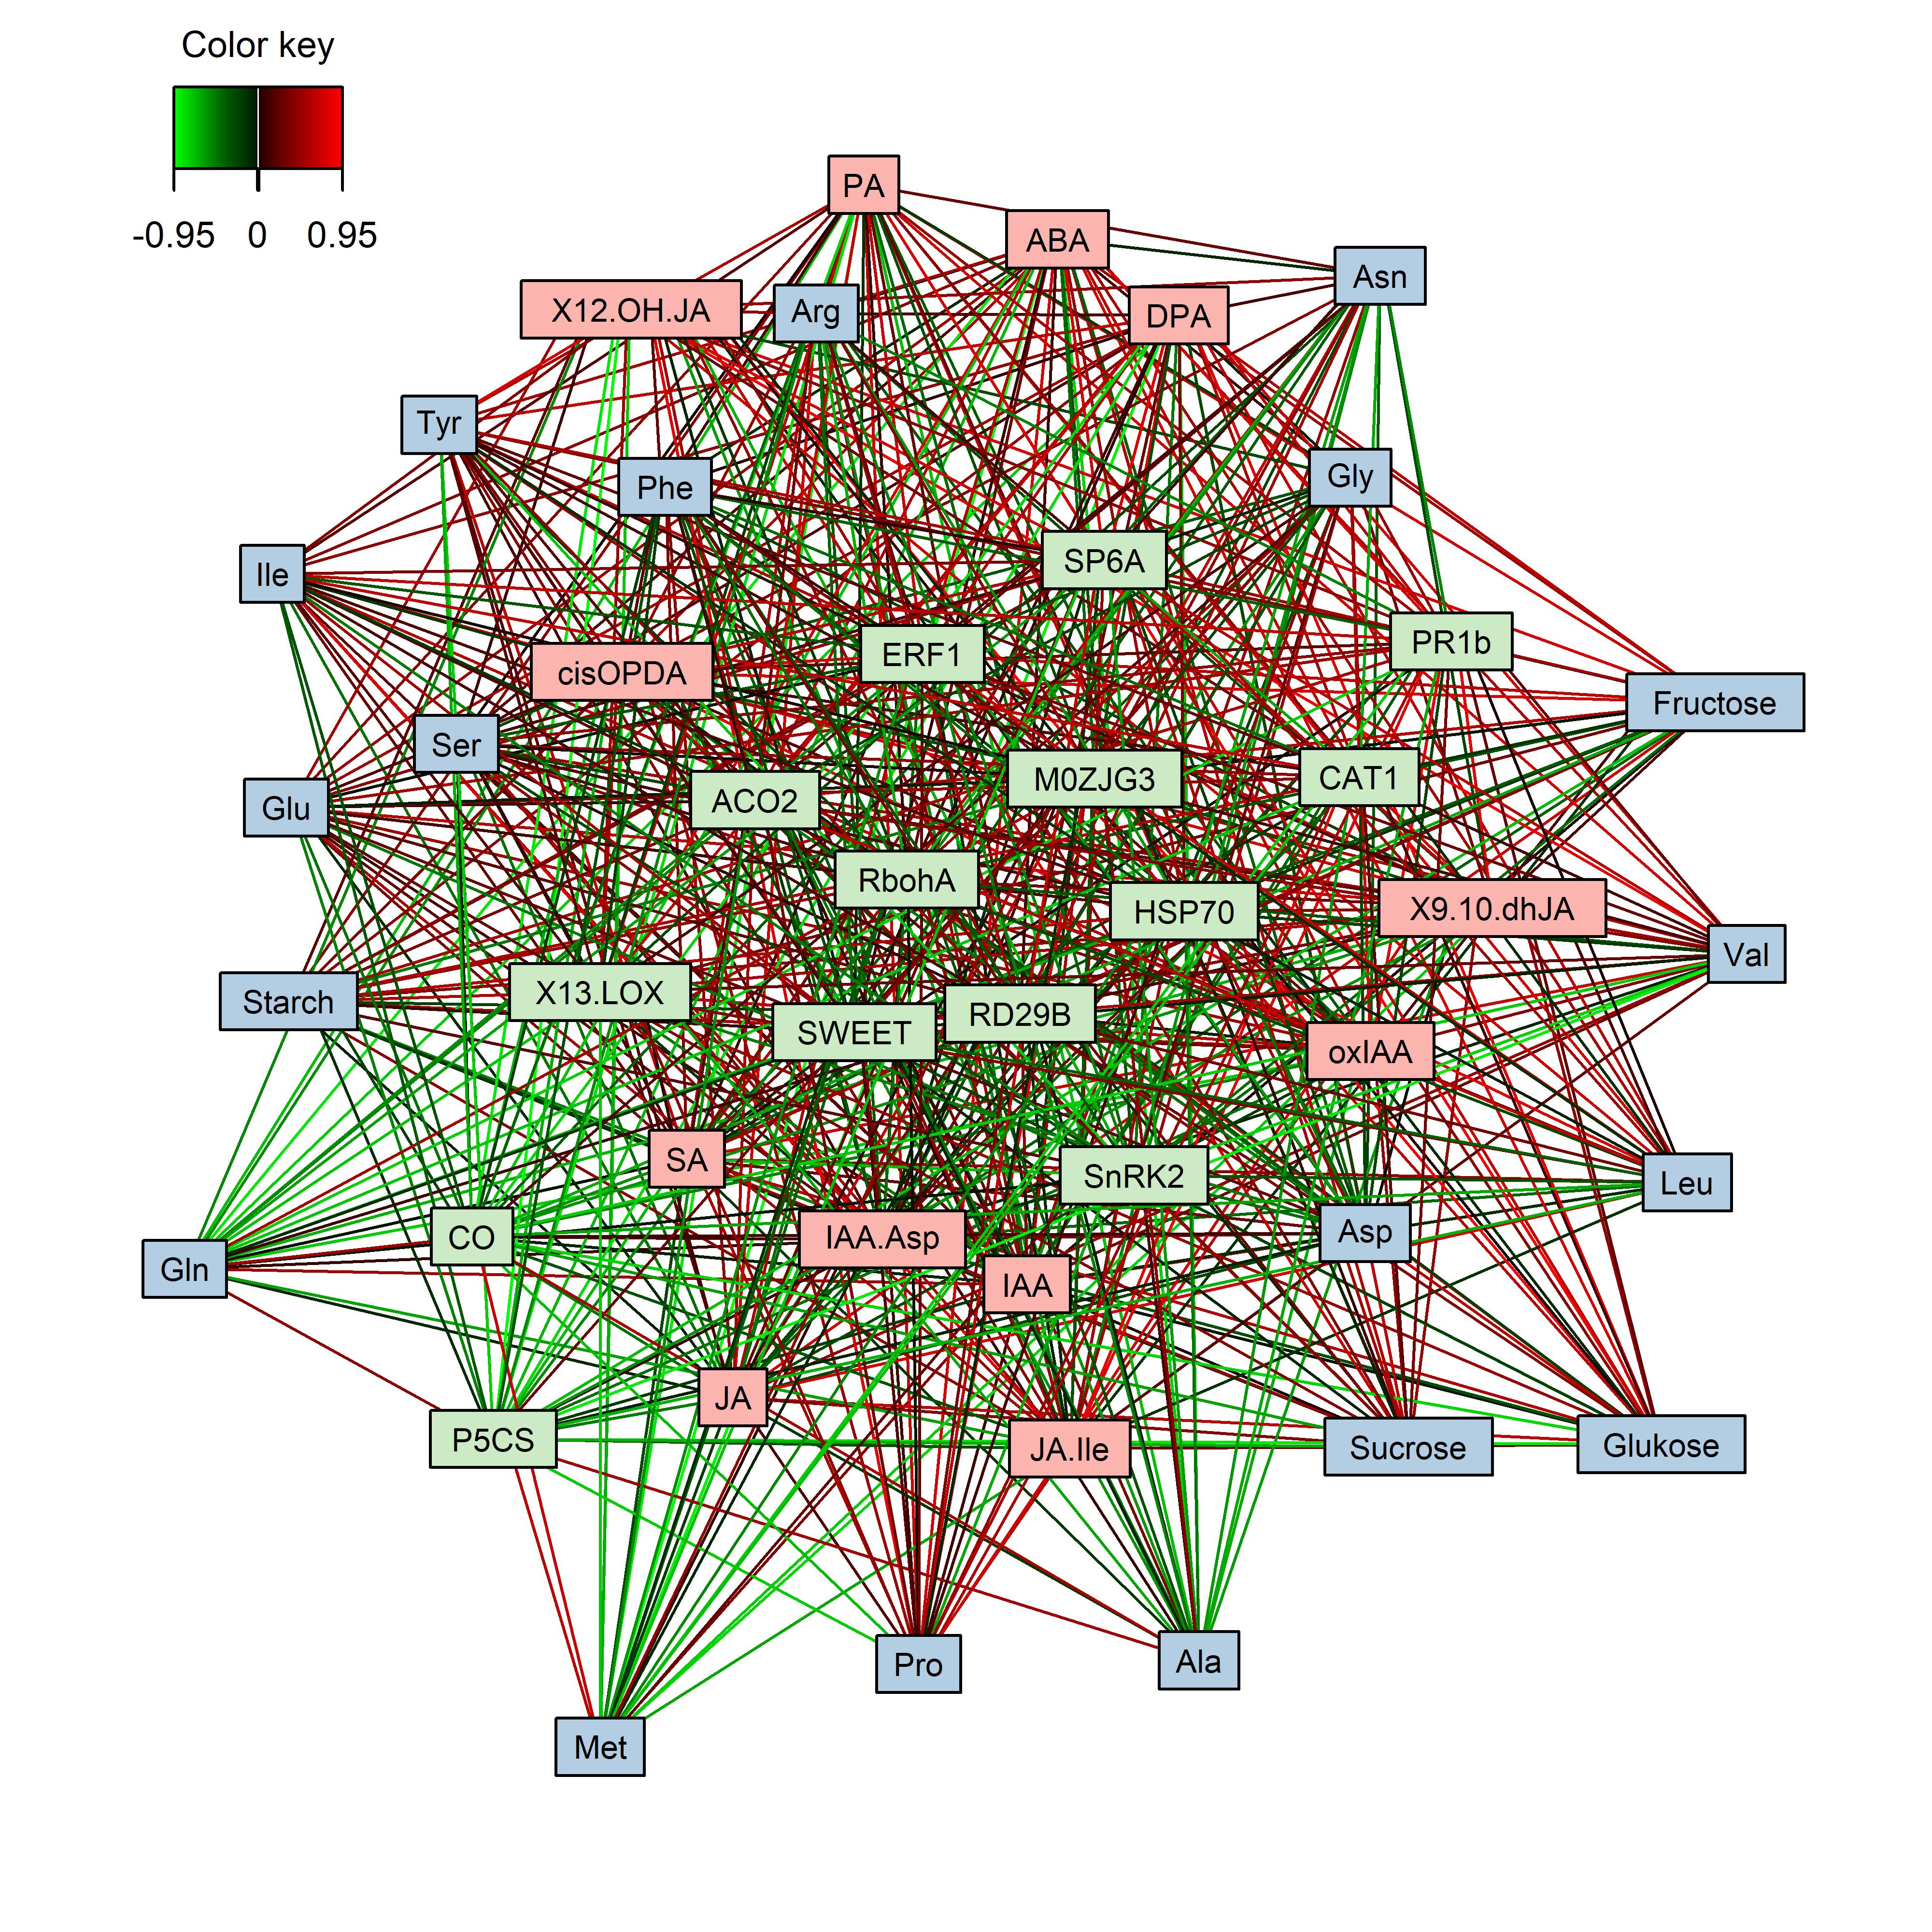 Color key
-0.95 0 0.95
PA
ABA
Asn
X12.OH.JA
Arg
DPA
Tyr
Phe
Gly
SP6A
Ile
ERF1
PR1b
cisOPDA
Fructose
Ser
M0ZJG3
CAT1
Glu
ACO2
RbohA
HSP70
X9.10.dhJA
Val
X13.LOX
Starch
RD29B
SWEET
oxIAA
SA
SnRK2
Leu
CO
IAA.Asp
Asp
Gln
IAA
JA
P5CS
JA.Ile
Sucrose
Glukose
Pro
Ala
Met